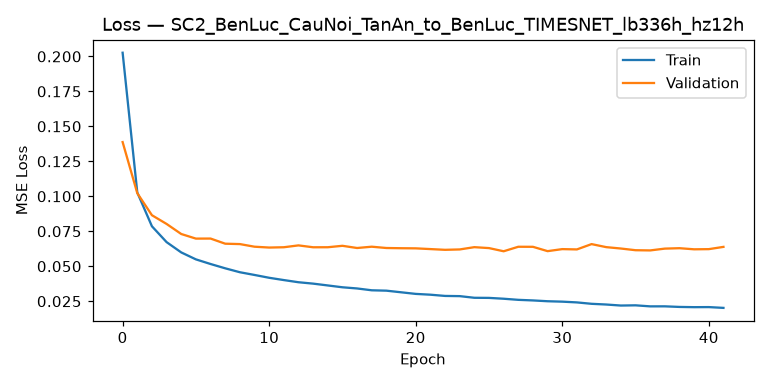 Loss — SC2_BenLuc_CauNoi_TanAn_to_BenLuc_TIMESNET_lb336h_hz12h
Train
Validation
MSE Loss
0.200
0.175
0.150
0.125
0.100
0.075
0.050
0.025
0 10 20 30 40
Epoch